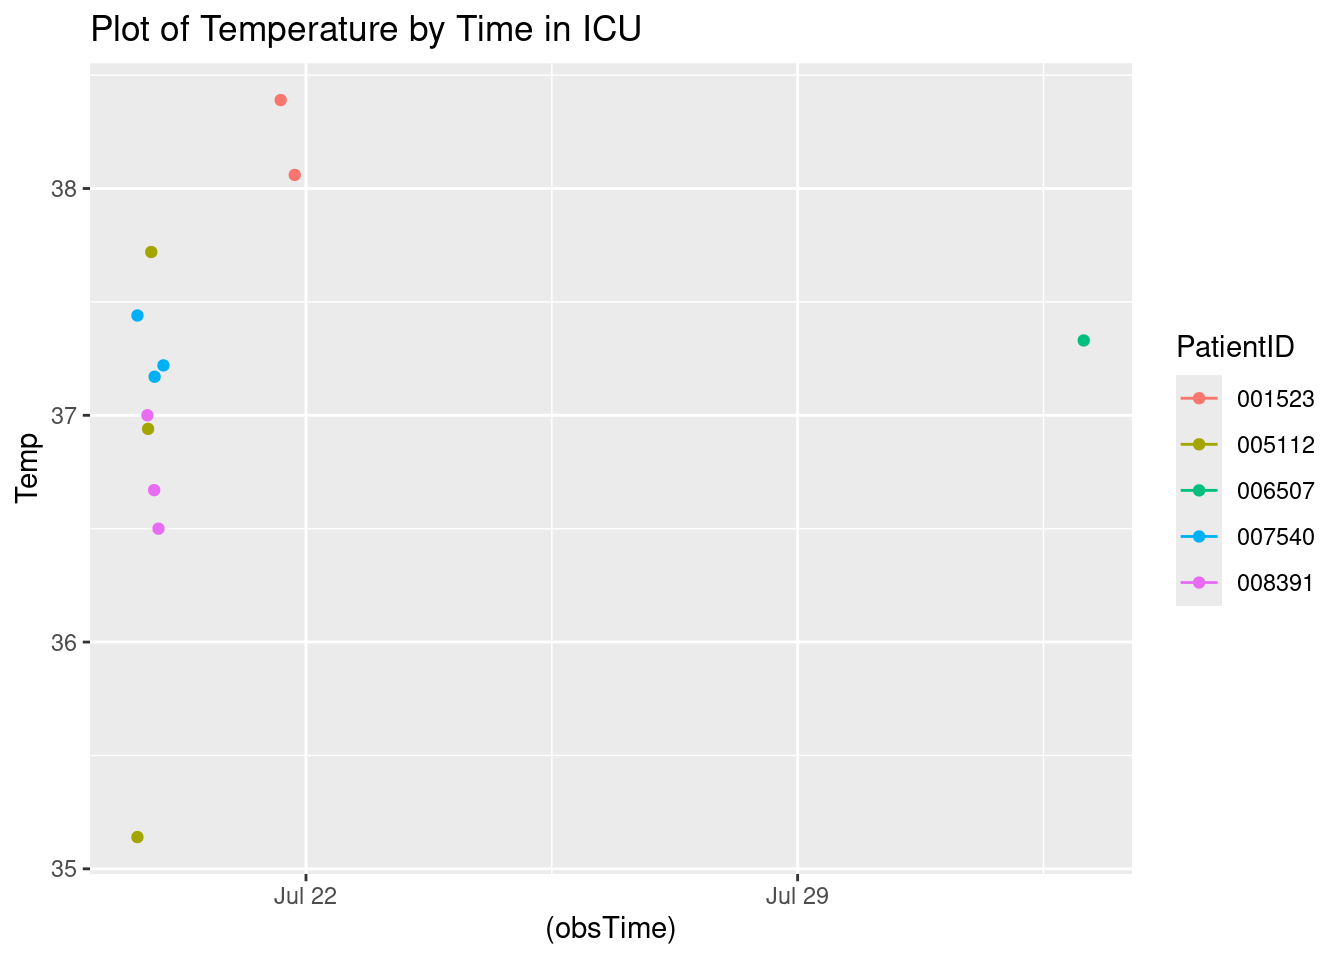 Plot of Temperature by Time in ICU
Temp
38
37
36
35
Jul 22
Jul 29
(obsTime)
PatientID
001523
005112
006507
007540
008391